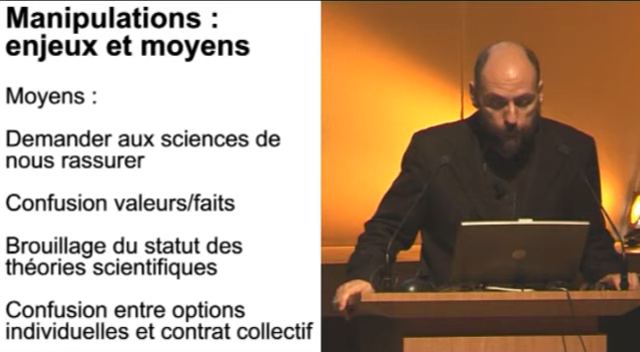 Manipulations :
enjeux et moyens
Moyens :
Demander aux sciences de
nous rassurer
Confusion valeurs/faits
Brouillage du statut des
théories scientifiques
Confusion entre options
individuelles et contrat collectif